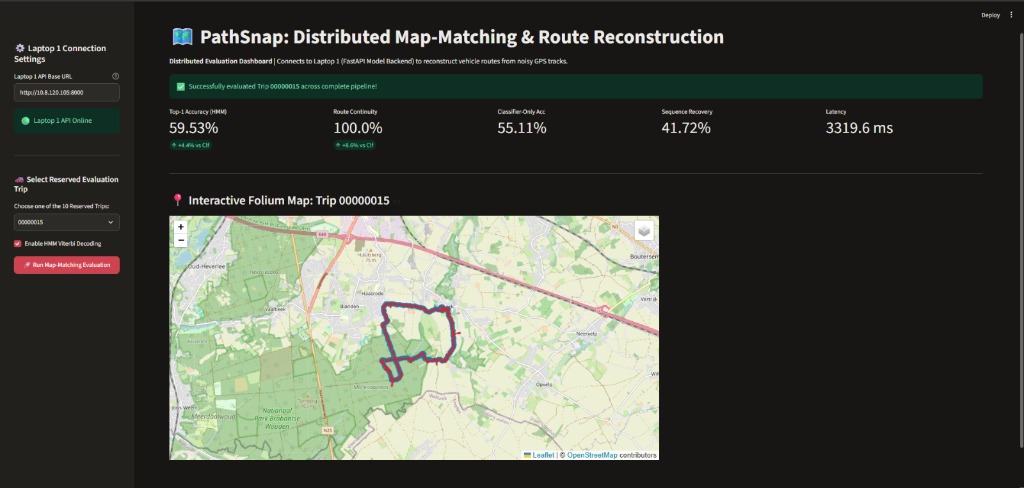 Deploy
Laptop 1 Connection
Settings
Laptop 1 API Base URL
http://10.8.120.105:8000
Laptop 1 API Online
Select Reserved Evaluation
Trip
Choose one of the 10 Reserved Trips:
00000015
Enable HMM Viterbi Decoding
Run Map-Matching Evaluation
PathSnap: Distributed Map-Matching & Route Reconstruction
Distributed Evaluation Dashboard | Connects to Laptop 1 (FastAPI Model Backend) to reconstruct vehicle routes from noisy GPS tracks.
Successfully evaluated Trip 00000015 across complete pipeline!
Top-1 Accuracy (HMM)
59.53%
↑ +4.4% vs Clf
Route Continuity
100.0%
↑ +6.6% vs Clf
Classifier-Only Acc
55.11%
Sequence Recovery
41.72%
Latency
3319.6 ms
Interactive Folium Map: Trip 00000015
+
−
Oud-Heverlee
Haasrode
Blanden
Vaalbeek
Boutersem
Neervelp
Opvelp
Meerdaalwoud
Nationaal
Park Brabantse
Wouden
N25
Leaflet | © OpenStreetMap contributors